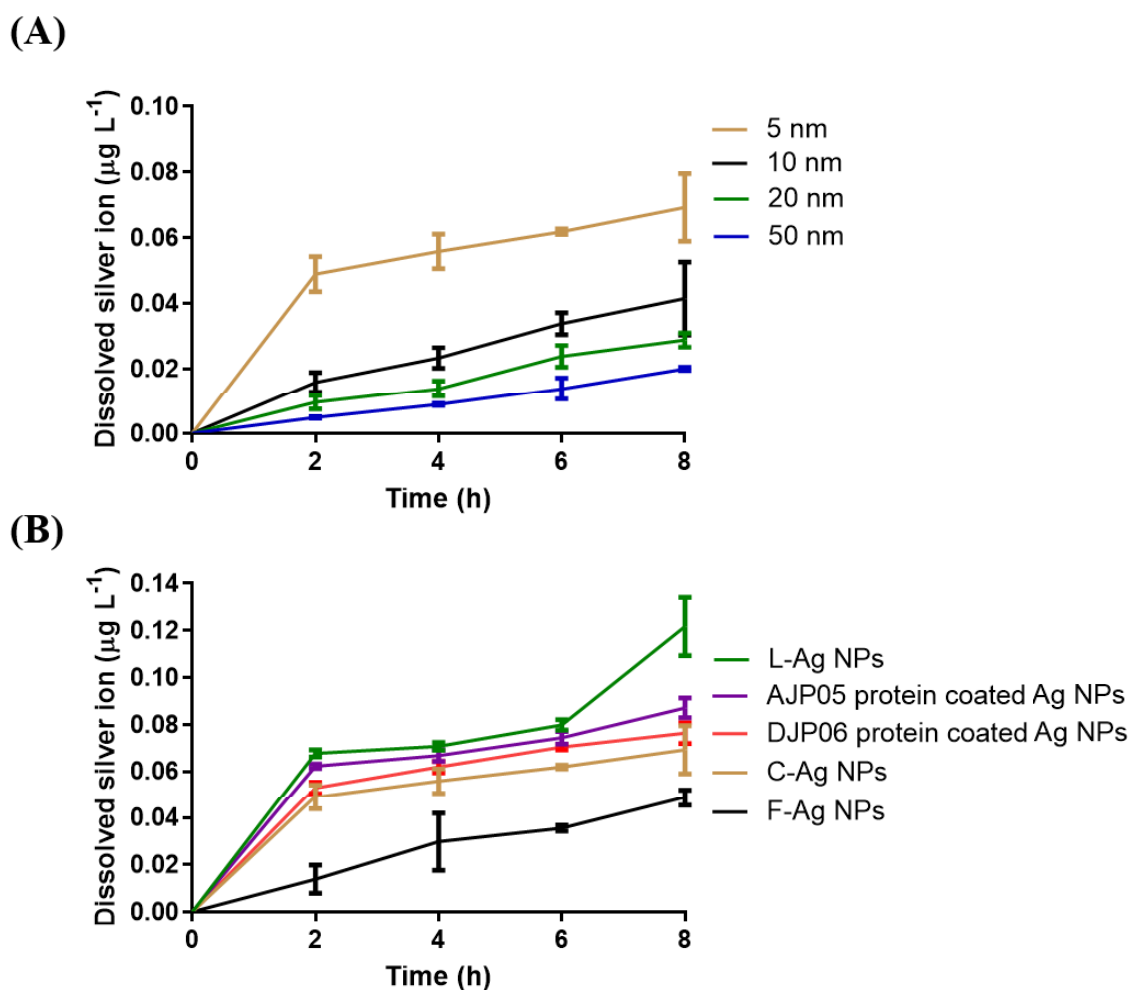 (A)
Dissolved silver ion (µg L⁻¹)
0.10
0.08
0.06
0.04
0.02
0.00
0 2 4 6 8
Time (h)
5 nm
10 nm
20 nm
50 nm
(B)
Dissolved silver ion (µg L⁻¹)
0.14
0.12
0.10
0.08
0.06
0.04
0.02
0.00
0 2 4 6 8
Time (h)
L-Ag NPs
AJP05 protein coated Ag NPs
DJP06 protein coated Ag NPs
C-Ag NPs
F-Ag NPs